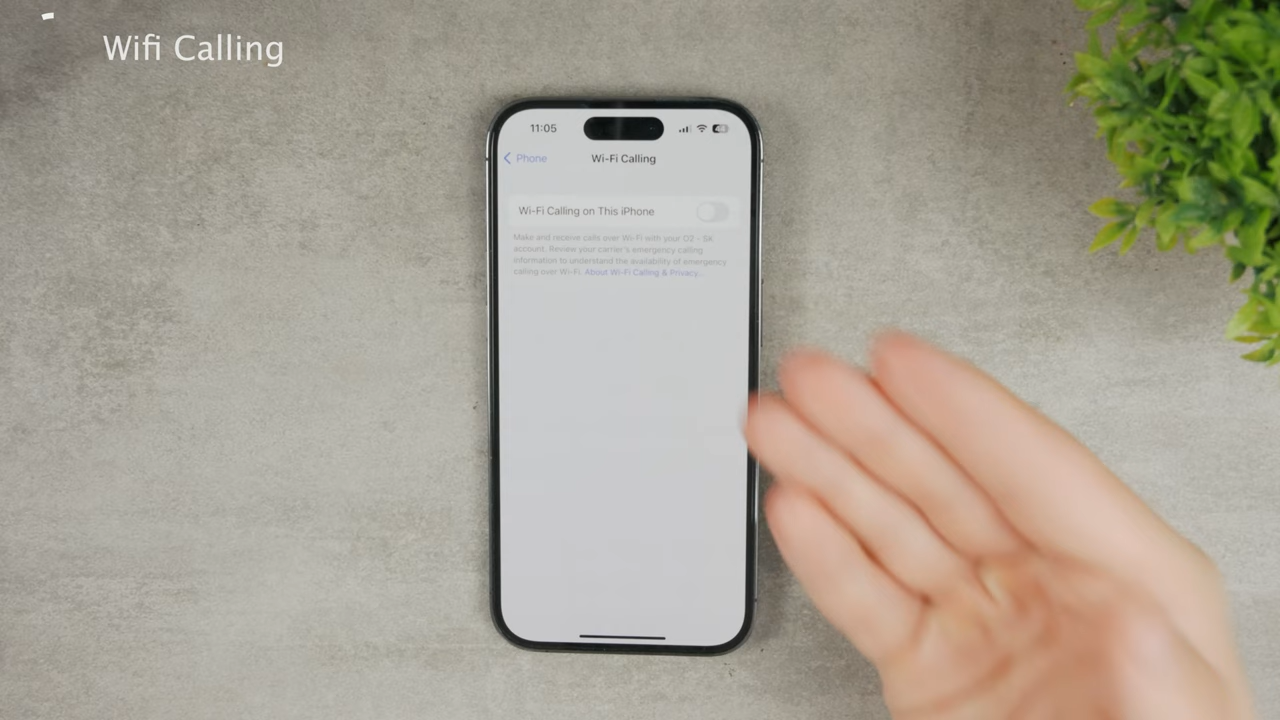 Wifi Calling
11:05
Phone
Wi-Fi Calling
Wi-Fi Calling on This iPhone
Make and receive calls over Wi-Fi with your O2 - SK
account. Review your carrier's emergency calling
information to understand the availability of emergency
calling over Wi-Fi. About Wi-Fi Calling & Privacy...